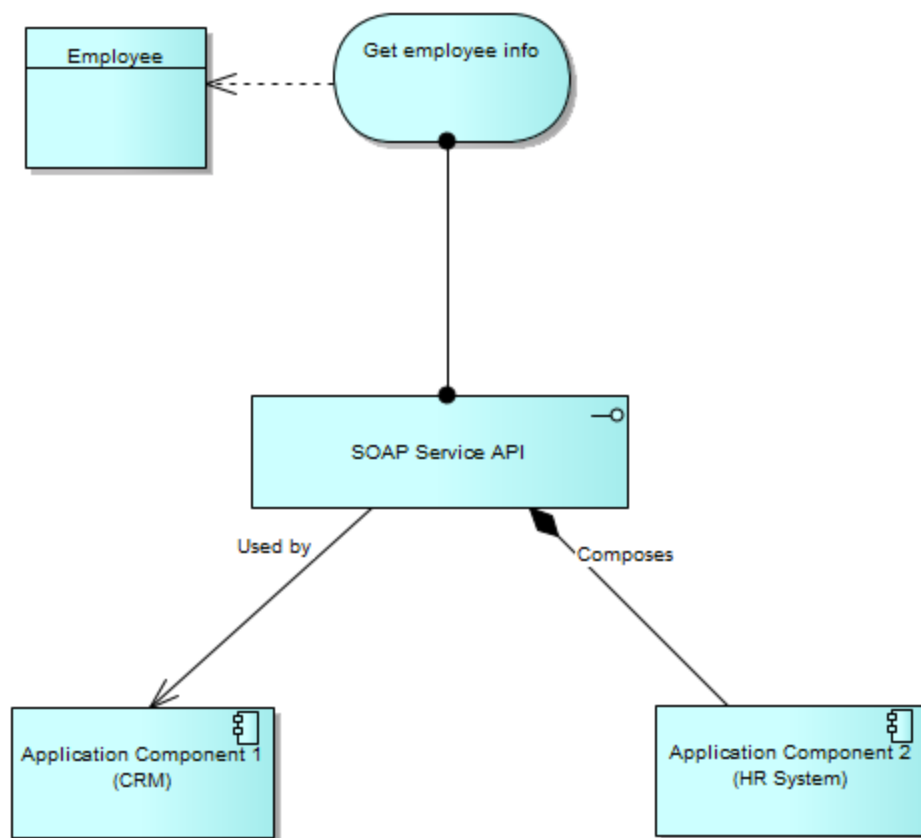 Employee
Get employee info
SOAP Service API
Used by
Composes
Application Component 1
(CRM)
Application Component 2
(HR System)